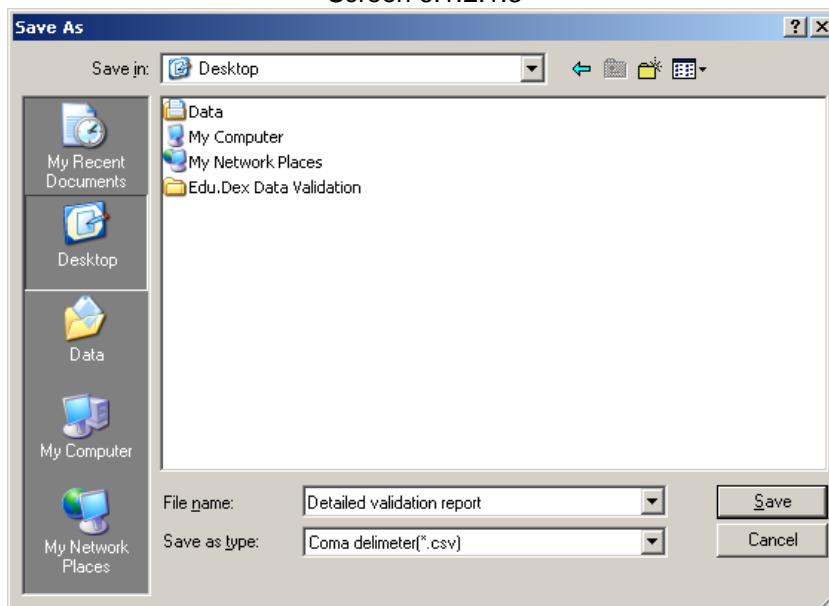 Save As
Save in:
Desktop
My Recent
Documents
Desktop
Data
My Computer
My Network
Places
Data
My Computer
My Network Places
Edu.Dex Data Validation
File name:
Detailed validation report
Save
Save as type:
Coma delimeter(*.csv)
Cancel